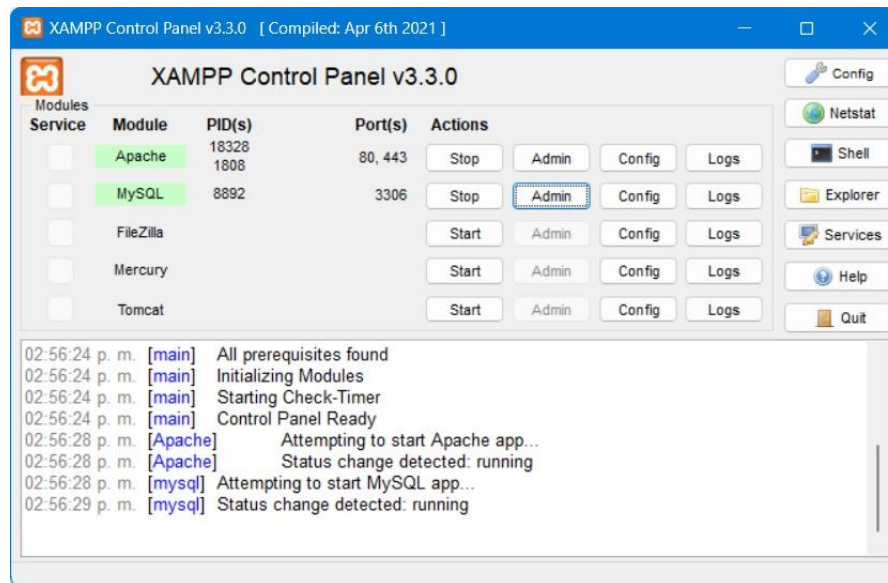 XAMPP Control Panel v3.3.0 [ Compiled: Apr 6th 2021 ]
XAMPP Control Panel v3.3.0
Config
Modules
Service Module PID(s) Port(s) Actions
Netstat
Apache 18328 1808 80, 443 Stop Admin Config Logs
Shell
MySQL 8892 3306 Stop Admin Config Logs
Explorer
FileZilla Start Admin Config Logs
Services
Mercury Start Admin Config Logs
Help
Tomcat Start Admin Config Logs
Quit
02:56:24 p. m. [main] All prerequisites found
02:56:24 p. m. [main] Initializing Modules
02:56:24 p. m. [main] Starting Check-Timer
02:56:24 p. m. [main] Control Panel Ready
02:56:28 p. m. [Apache] Attempting to start Apache app...
02:56:28 p. m. [Apache] Status change detected: running
02:56:28 p. m. [mysql] Attempting to start MySQL app...
02:56:29 p. m. [mysql] Status change detected: running